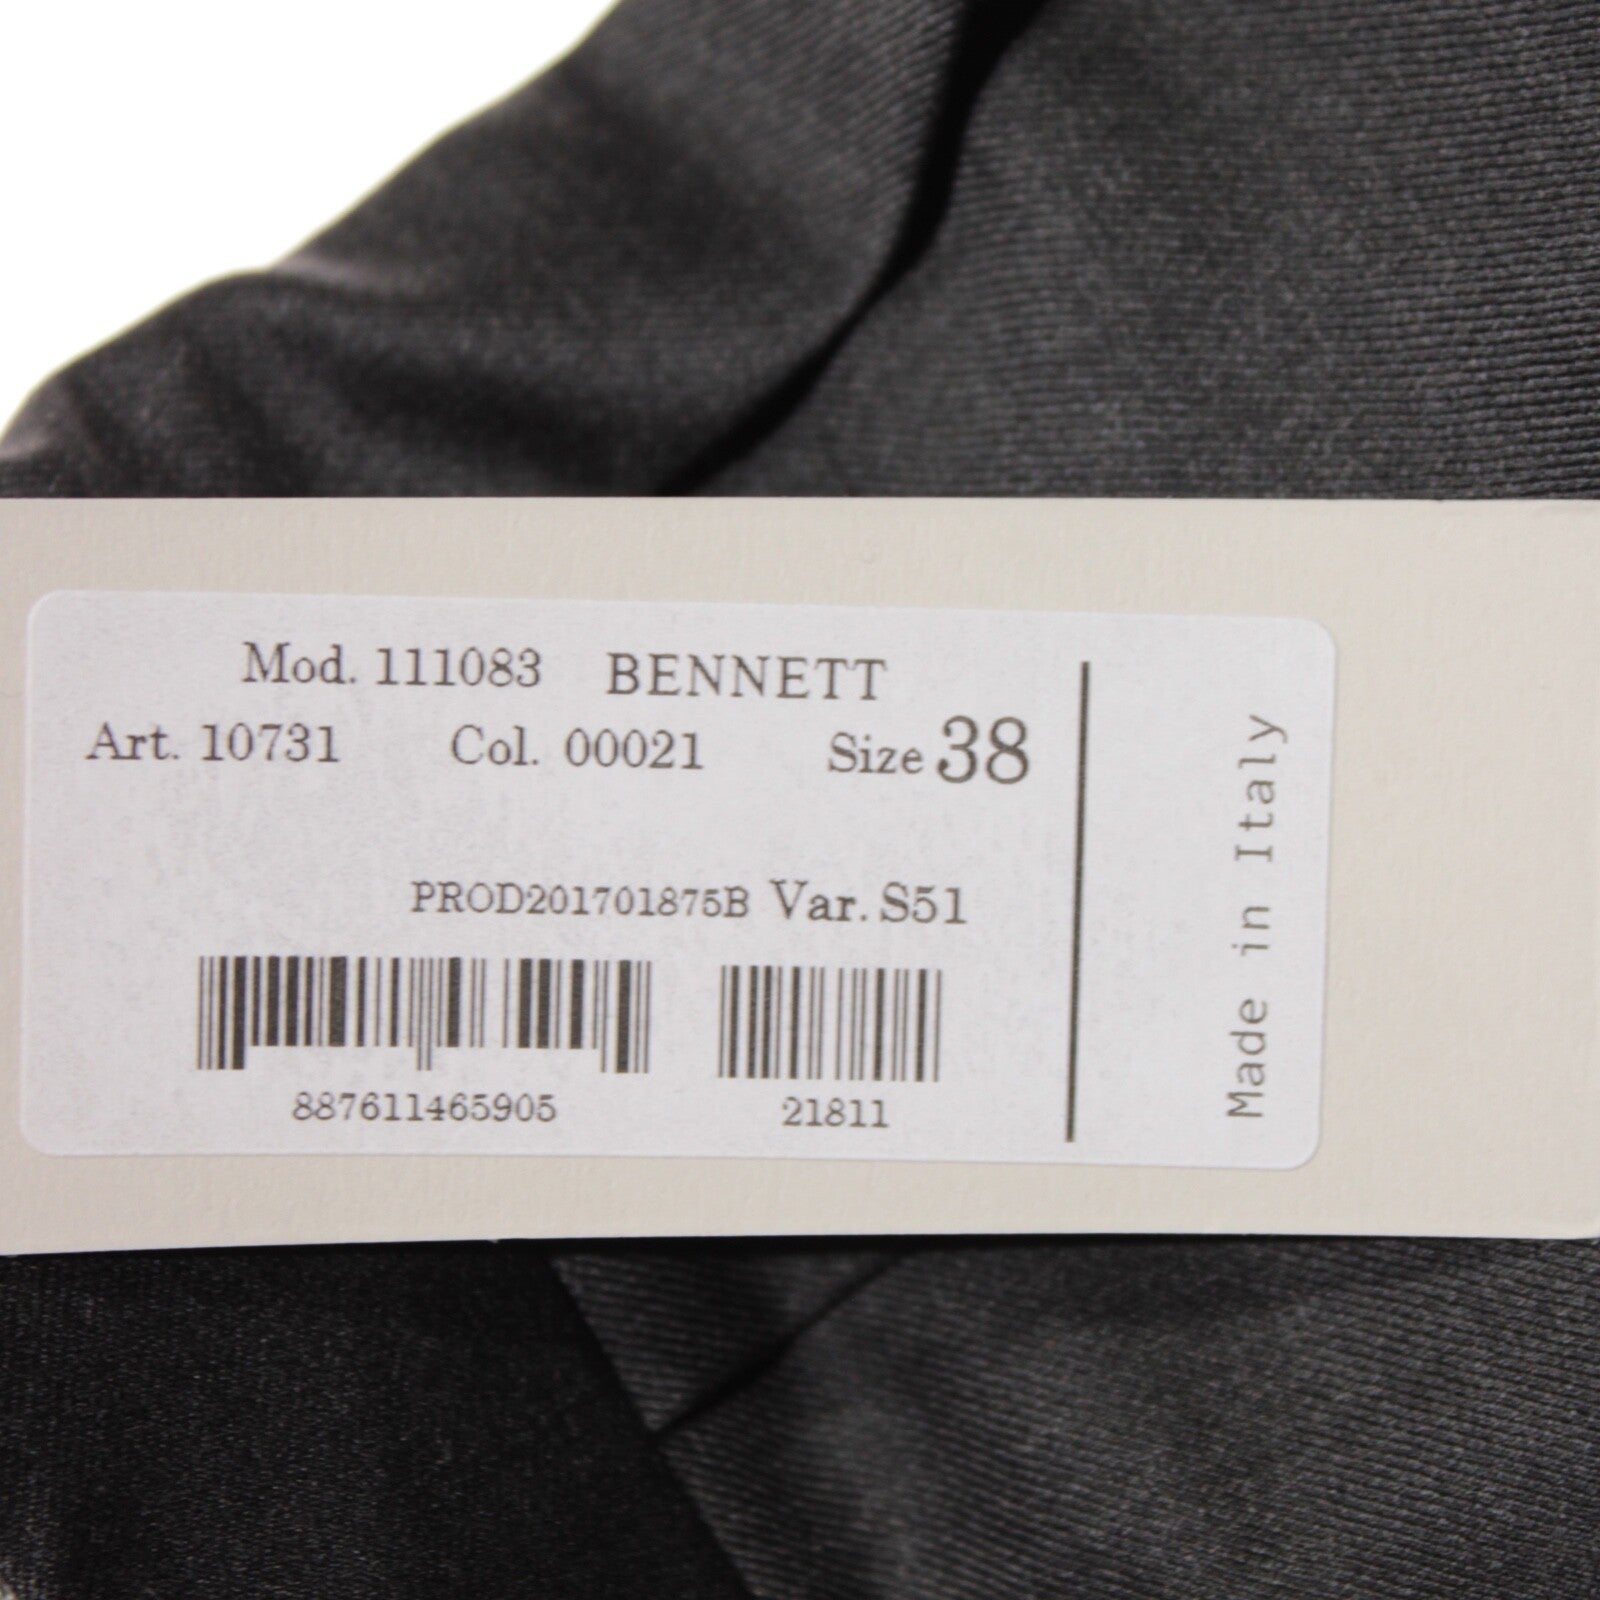 Mod. 111083 BENNETT
Art. 10731 Col. 00021 Size 38
PROD201701875B Var. S51
887611465905 21811
Made in Italy